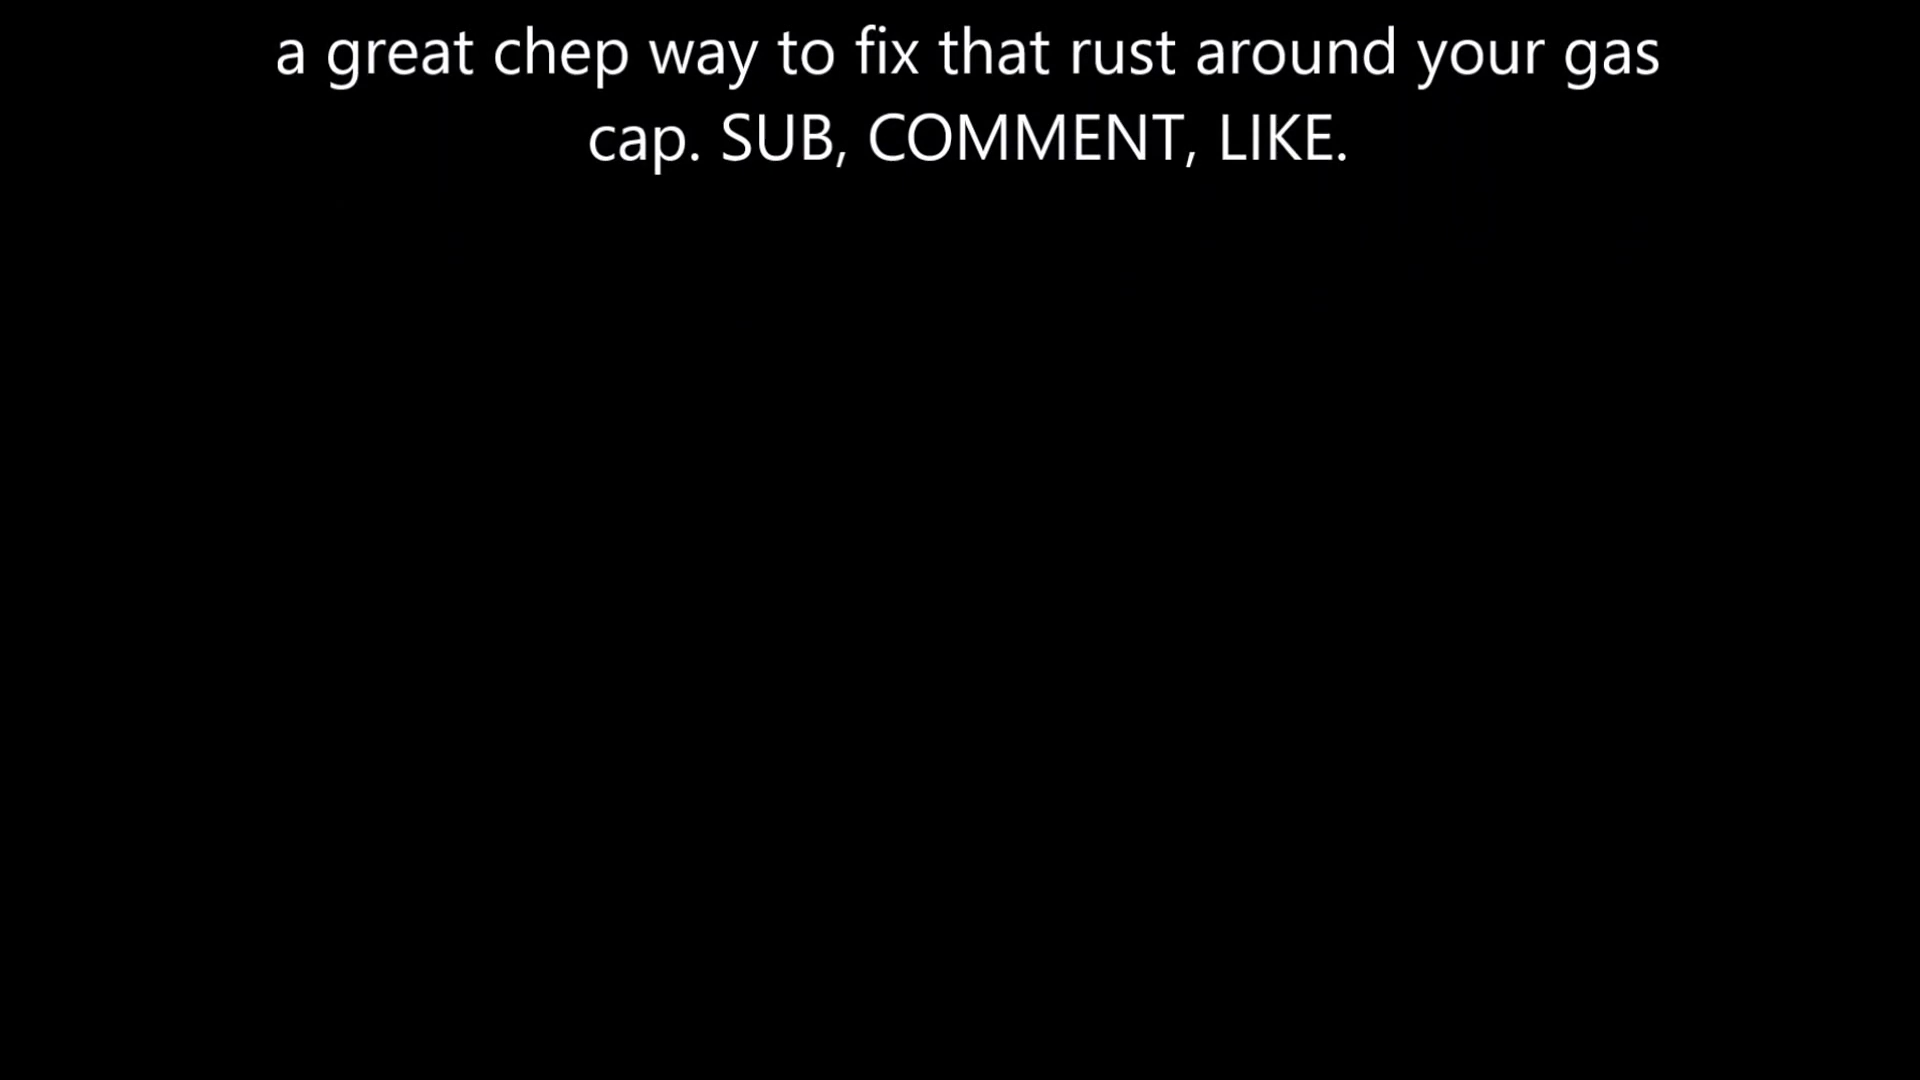 a great chep way to fix that rust around your gas
cap. SUB, COMMENT, LIKE.